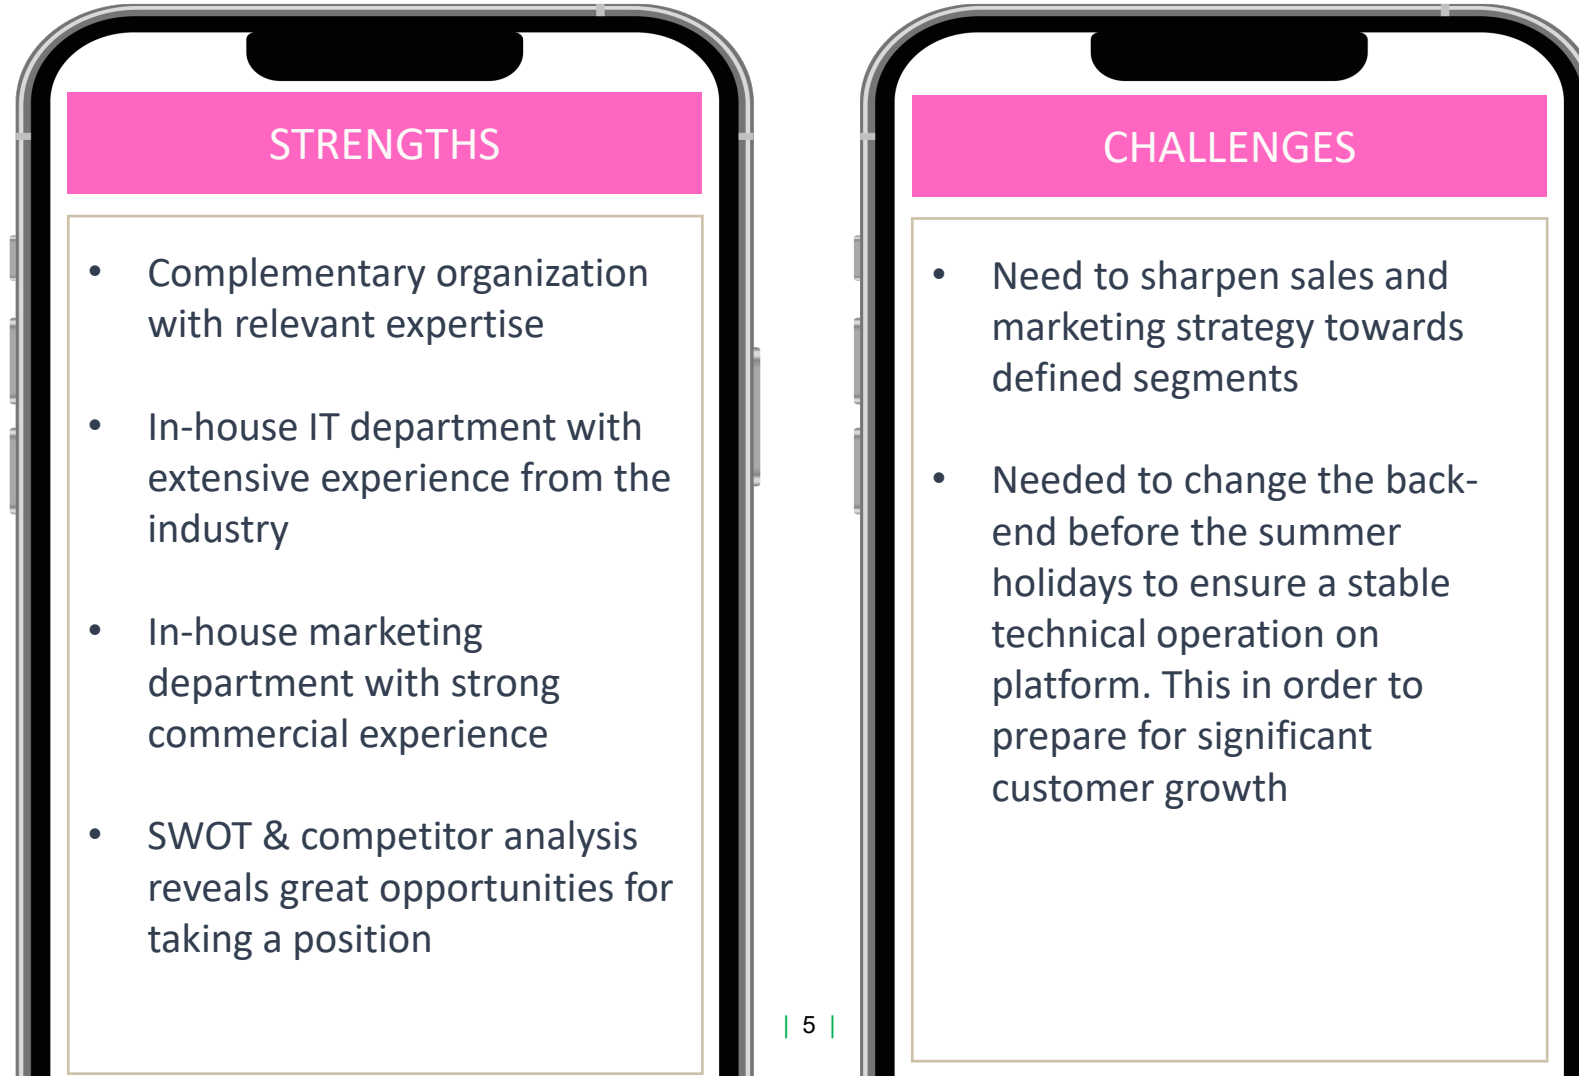 STRENGTHS
• Complementary organization
with relevant expertise
• In-house IT department with
extensive experience from the
industry
• In-house marketing
department with strong
commercial experience
• SWOT & competitor analysis
reveals great opportunities for
taking a position
CHALLENGES
• Need to sharpen sales and
marketing strategy towards
defined segments
• Needed to change the back-
end before the summer
holidays to ensure a stable
technical operation on
platform. This in order to
prepare for significant
customer growth
| 5 |